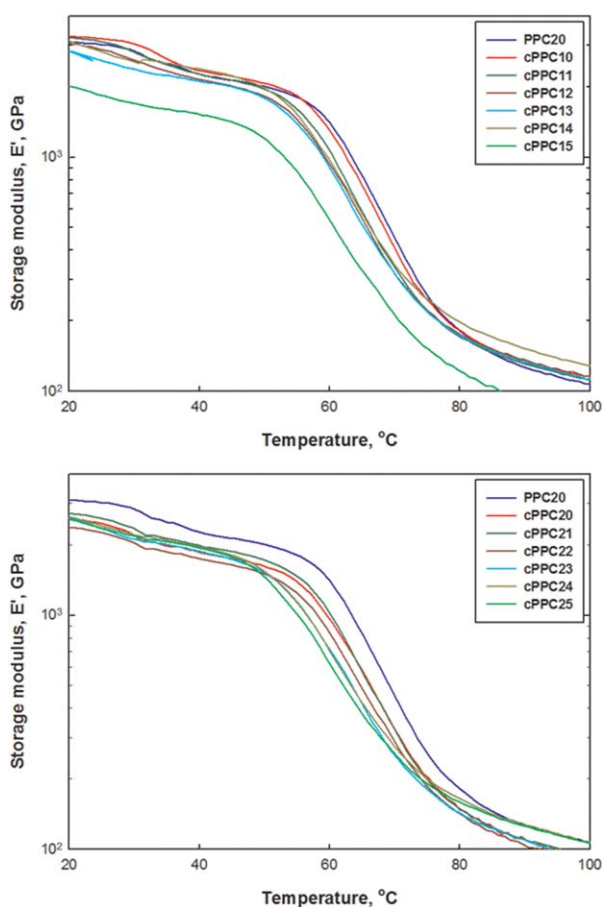 Storage modulus, E', GPa
10³
10²
PPC20
cPPC10
cPPC11
cPPC12
cPPC13
cPPC14
cPPC15
20 40 60 80 100
Temperature, °C
Storage modulus, E', GPa
10³
10²
PPC20
cPPC20
cPPC21
cPPC22
cPPC23
cPPC24
cPPC25
20 40 60 80 100
Temperature, °C